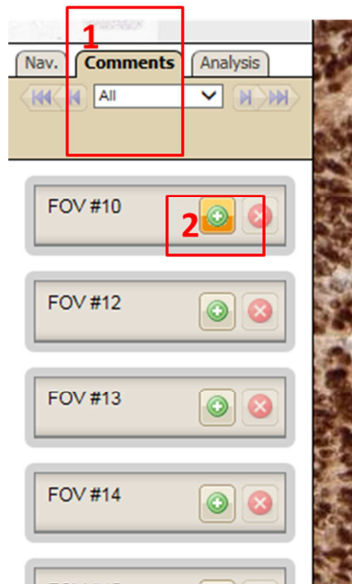 1
Nav. Comments Analysis
All
FOV #10
2
FOV #12
FOV #13
FOV #14